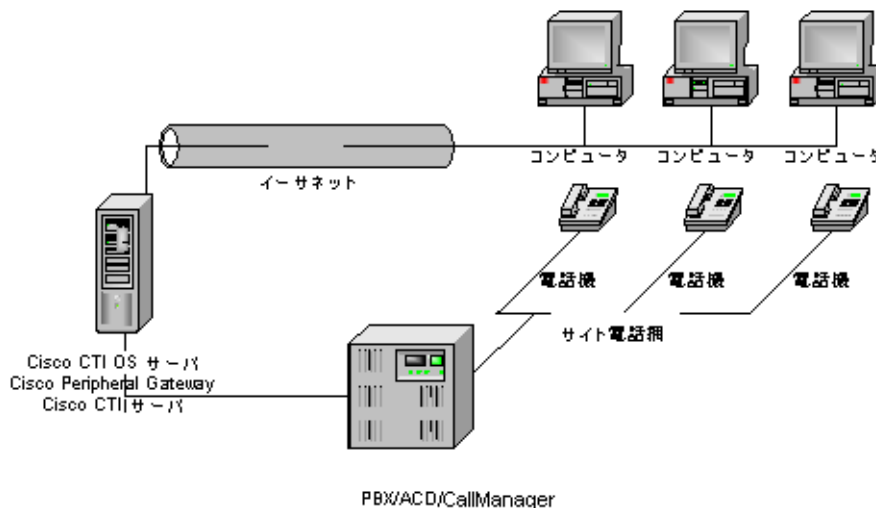 コンピュータ
コンピュータ
コンピュータ
イーサネット
電話機
電話機
電話機
サイト電話網
Cisco CTI OS サーバ
Cisco Peripheral Gateway
Cisco CTI サーバ
PBX/ACD/CallManager